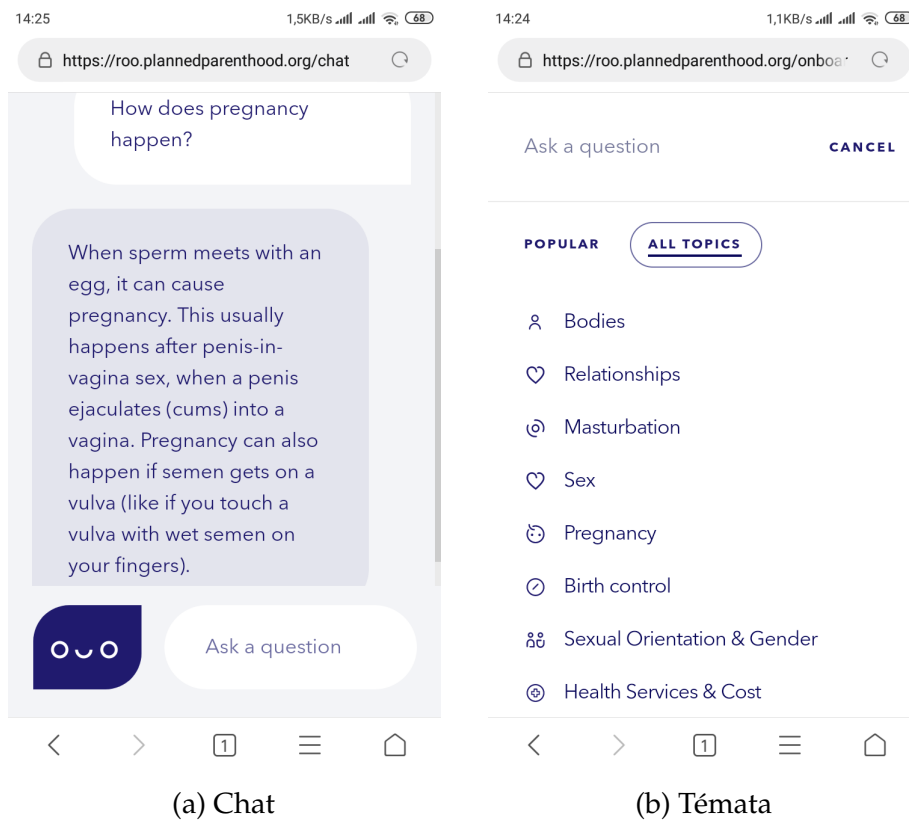 14:25
1,5KB/s
68
https://roo.plannedparenthood.org/chat
How does pregnancy
happen?
When sperm meets with an
egg, it can cause
pregnancy. This usually
happens after penis-in-
vagina sex, when a penis
ejaculates (cums) into a
vagina. Pregnancy can also
happen if semen gets on a
vulva (like if you touch a
vulva with wet semen on
your fingers).
Ask a question
1
(a) Chat
14:24
1,1KB/s
68
https://roo.plannedparenthood.org/onboa
Ask a question
CANCEL
POPULAR
ALL TOPICS
Bodies
Relationships
Masturbation
Sex
Pregnancy
Birth control
Sexual Orientation & Gender
Health Services & Cost
1
(b) Témata